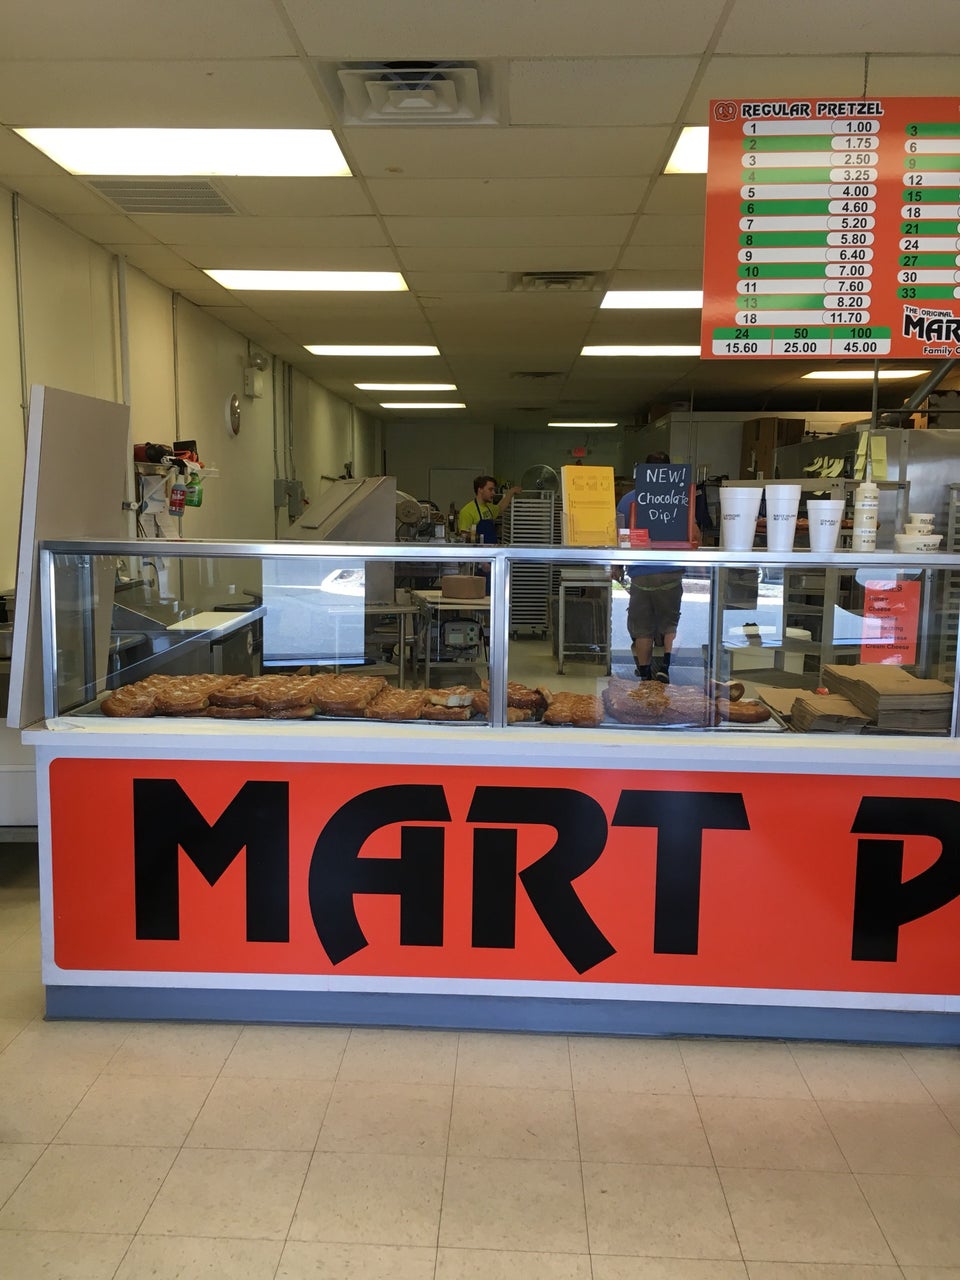 REGULAR PRETZEL
1 1.00
2 1.75
3 2.50
4 3.25
5 4.00
6 4.60
7 5.20
8 5.80
9 6.40
10 7.00
11 7.60
13 8.20
18 11.70
24 50 100
15.60 25.00 45.00
3
6
9
12
15
18
21
24
27
30
33
THE ORIGINAL
MAR
Family
NEW!
Chocolate
Dip!
Cheese
Cream Cheese
MART P